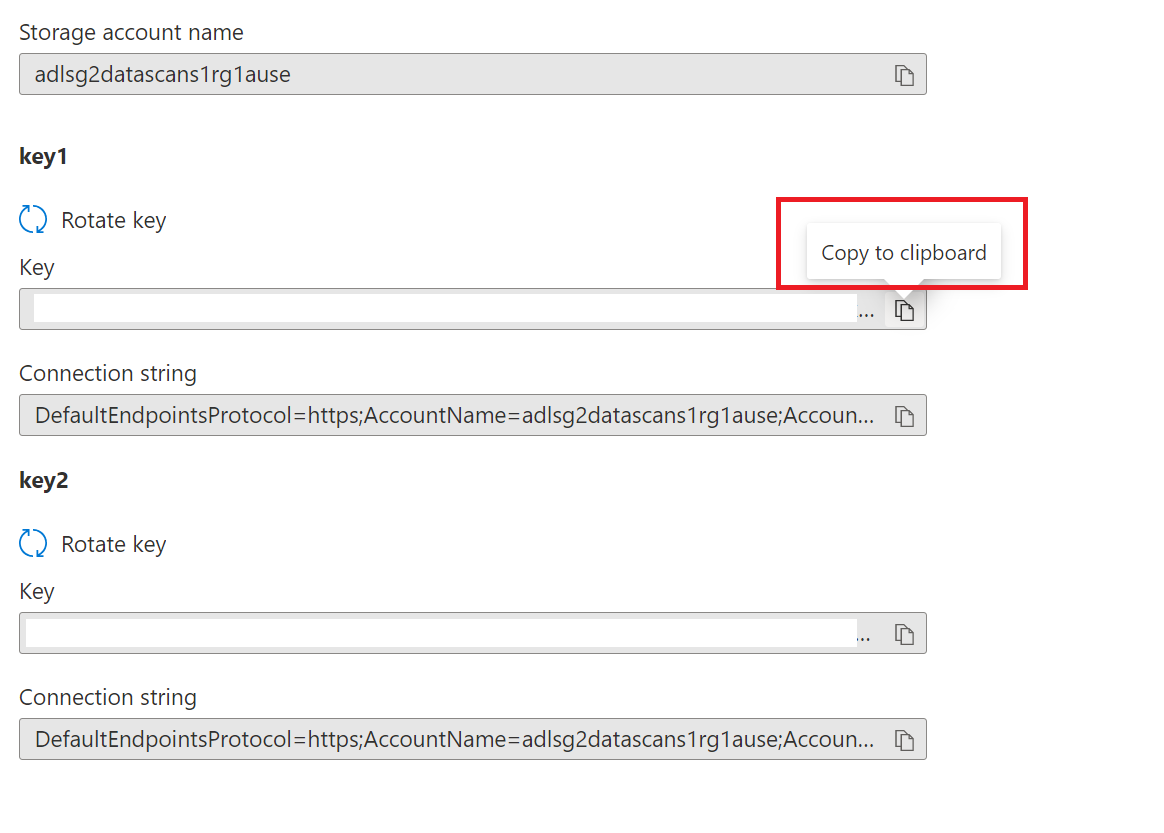 Storage account name
adlsg2datascans1rg1ause
key1
Rotate key
Copy to clipboard
Key
...
Connection string
DefaultEndpointsProtocol=https;AccountName=adlsg2datascans1rg1ause;Accoun...
key2
Rotate key
Key
...
Connection string
DefaultEndpointsProtocol=https;AccountName=adlsg2datascans1rg1ause;Accoun...